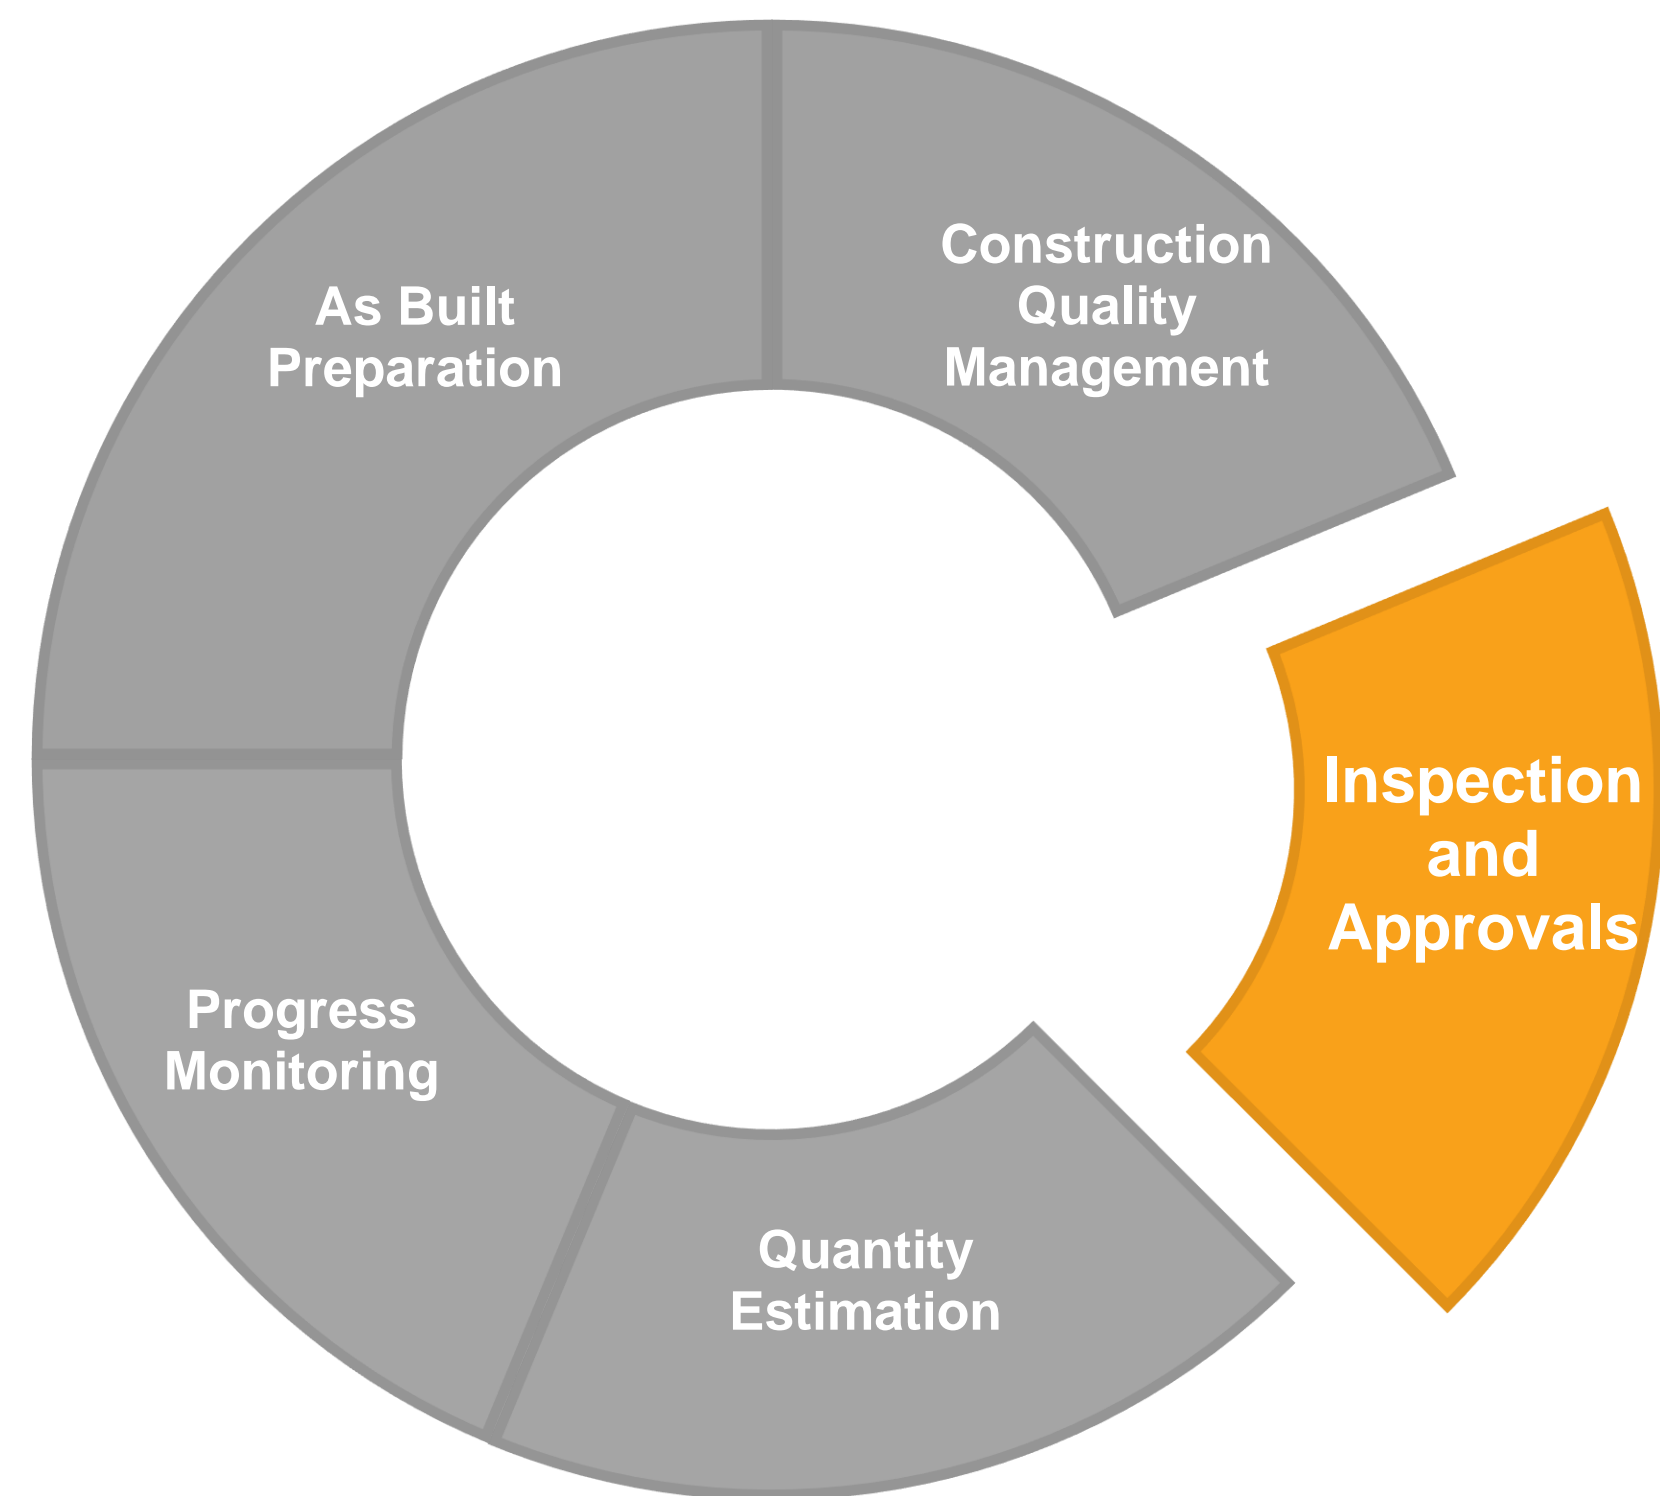 Construction
Quality
Management
As Built
Preparation
Inspection
and
Approvals
Progress
Monitoring
Quantity
Estimation